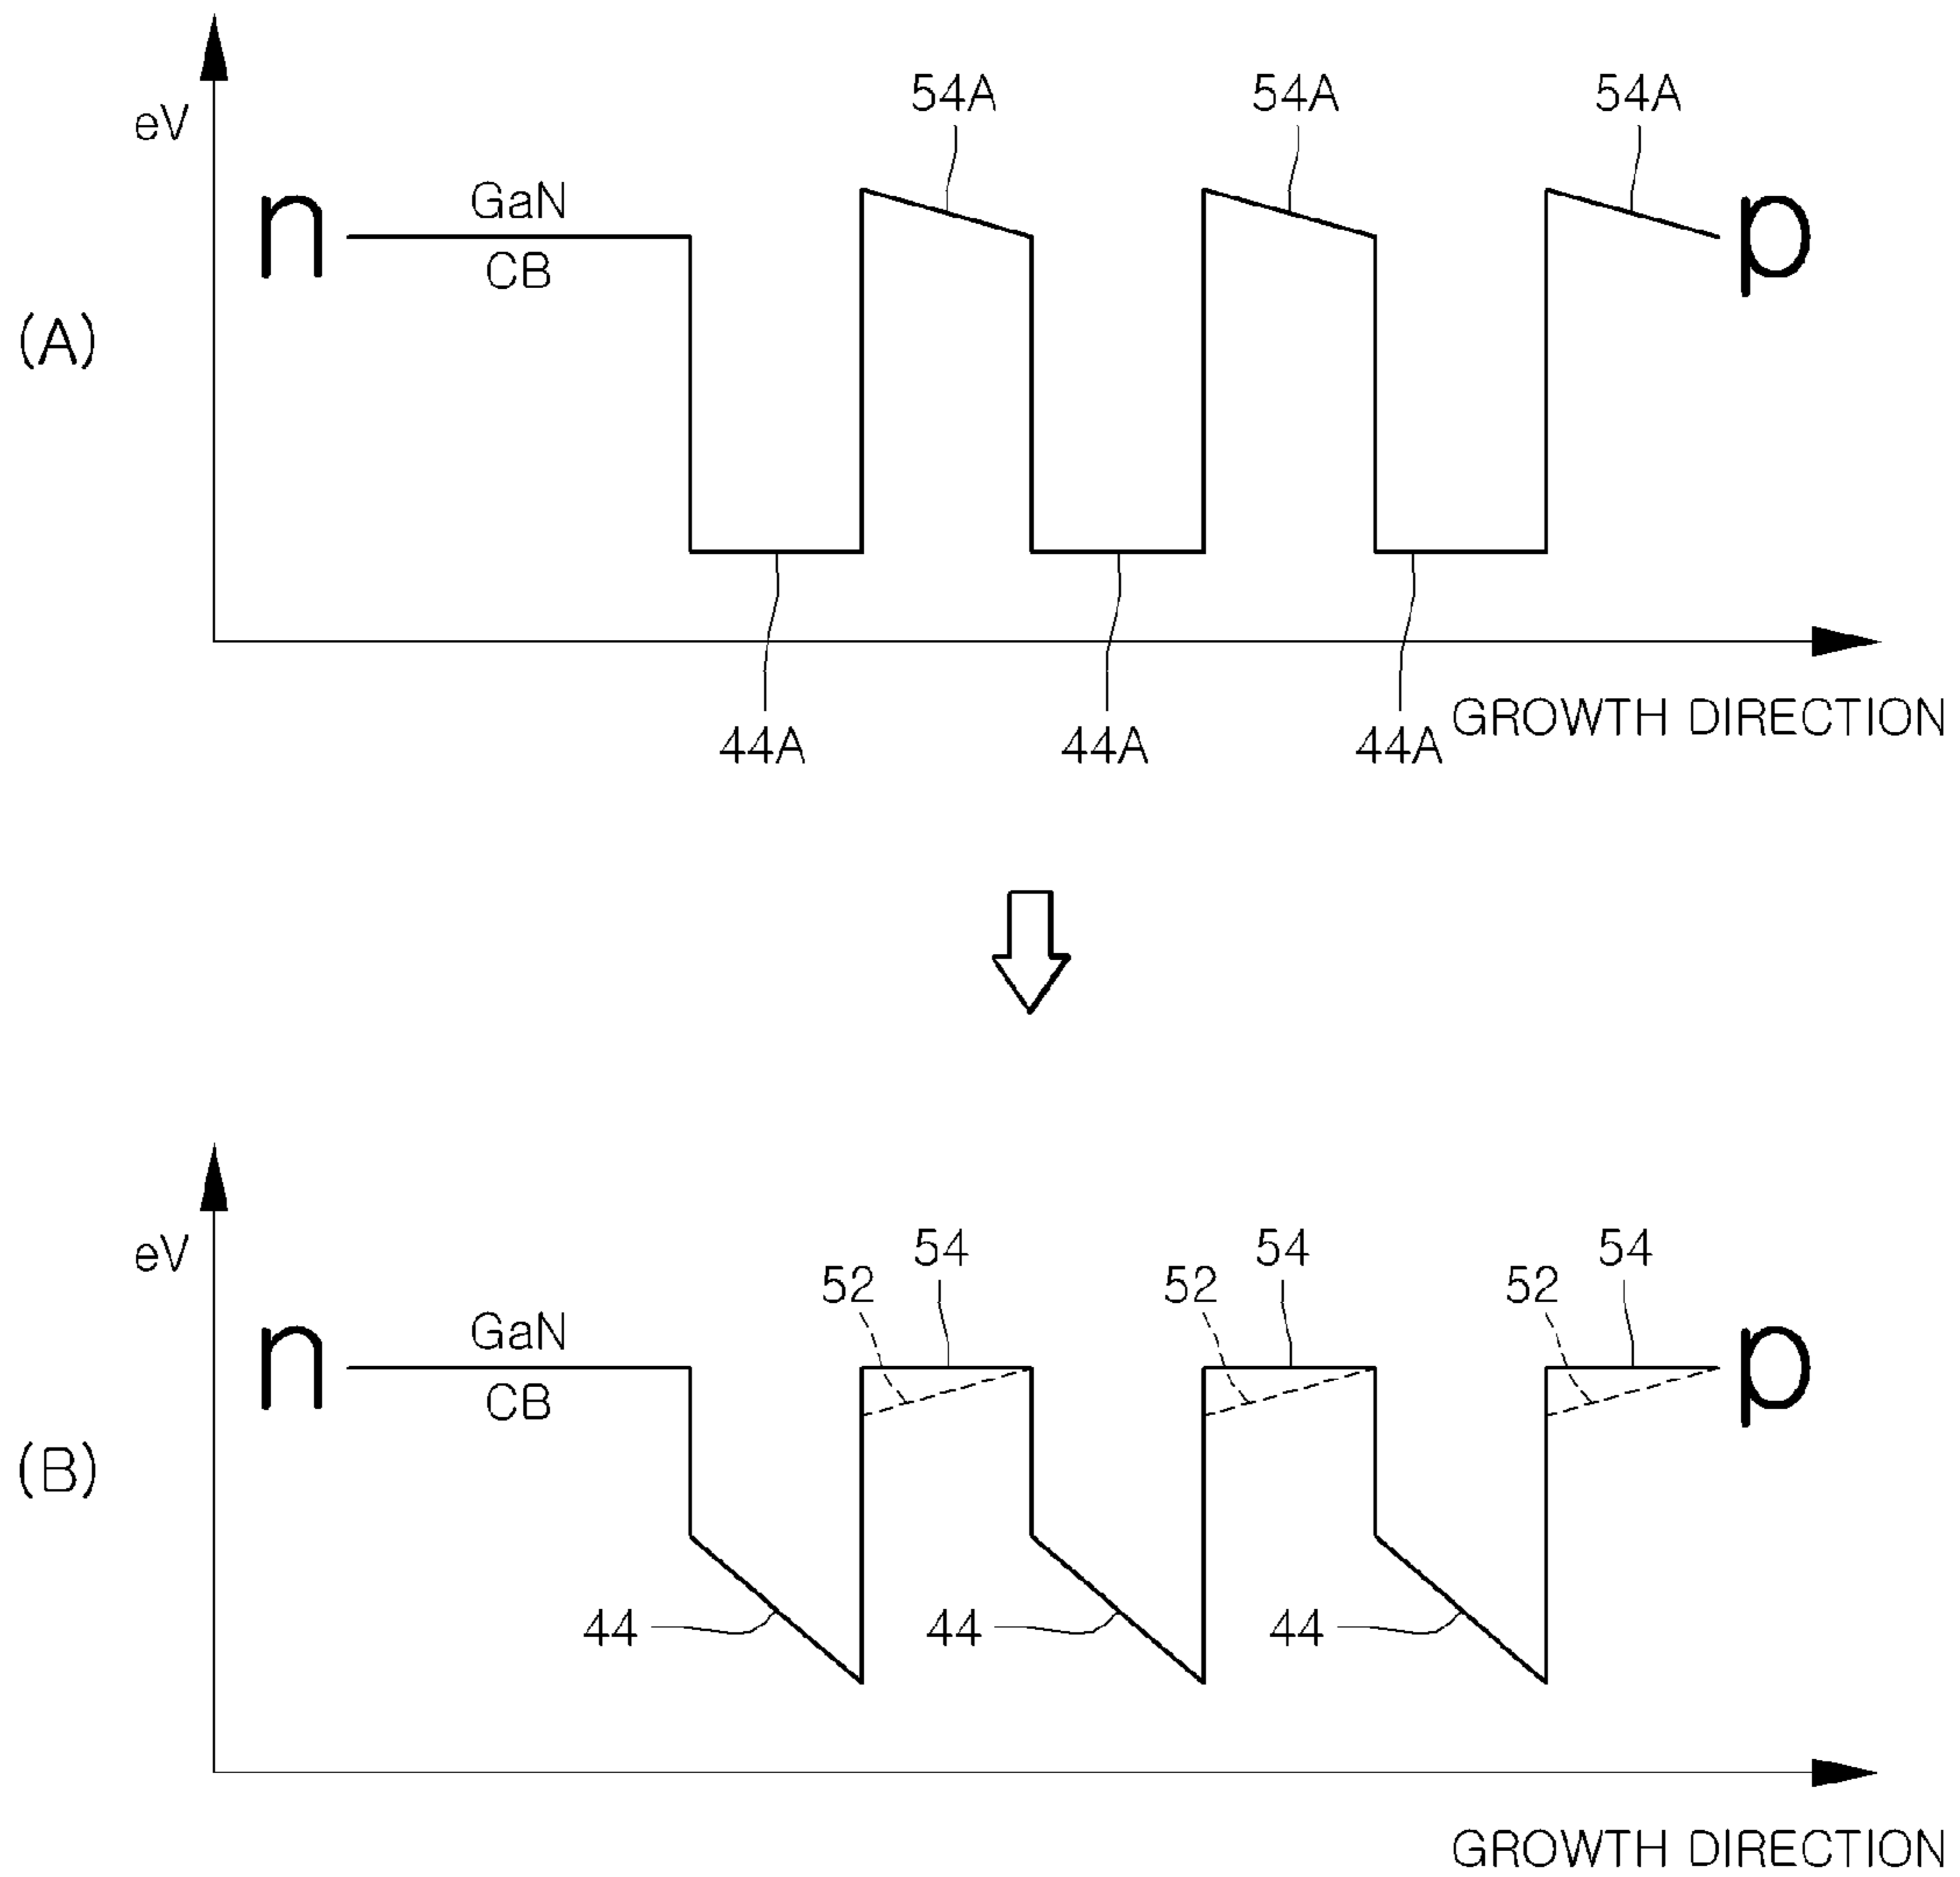 54A 54A 54A
eV
GaN
n p
CB
(A)
GROWTH DIRECTION
44A 44A 44A
54 54 54
eV
52 52 52
GaN
n p
CB
(B)
44 44 44
GROWTH DIRECTION